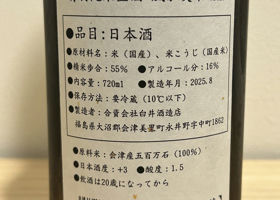 ●品目:日本酒
●原材料名:米(国産)、米こうじ(国産米)
●精米歩合:55% ●アルコール分:16%
●内容量:720ml ●製造年月:2025.8
●保存方法:要冷蔵(10℃以下)
●製造者:合資会社白井酒造店
福島県大沼郡会津美里町永井野字中町1862
●原料米:会津産五百万石(100%)
●日本酒度:+3 ●酸度:1.5
●飲酒は20歳になってから